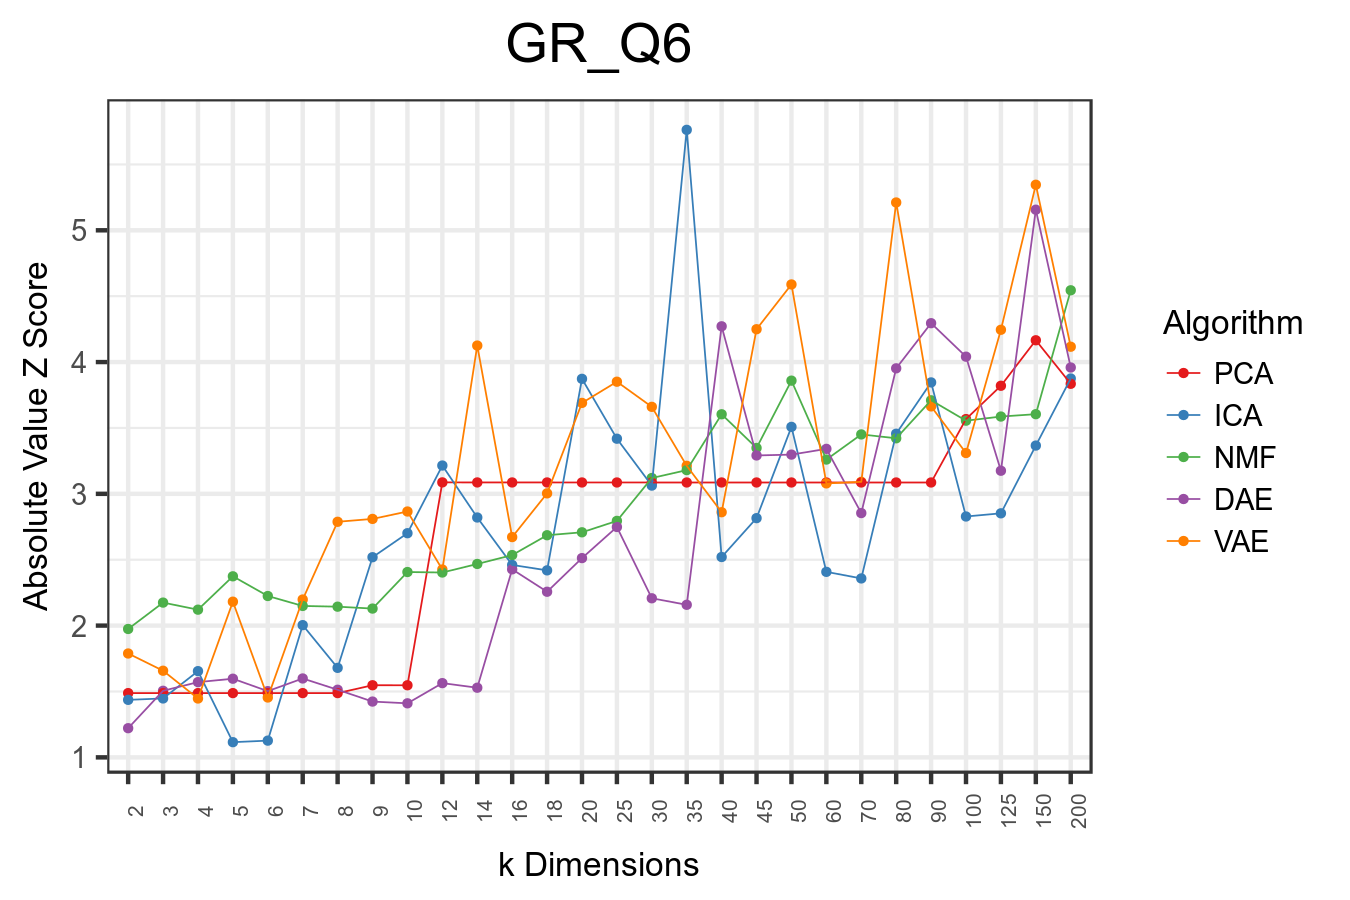 GR_Q6
Absolute Value Z Score
5
4
3
2
1
2 3 4 5 6 7 8 9 10 12 14 16 18 20 25 30 35 40 45 50 60 70 80 90 100 125 150 200
k Dimensions
Algorithm
PCA
ICA
NMF
DAE
VAE